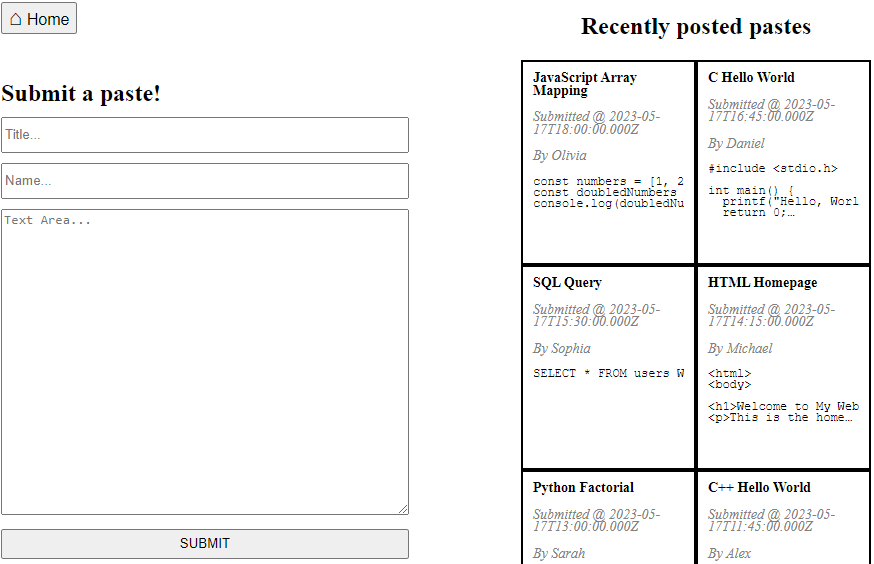 ⌂ Home
Submit a paste!
Title...
Name...
Text Area...
SUBMIT
Recently posted pastes
JavaScript Array
Mapping
Submitted @ 2023-05-
17T18:00:00.000Z
By Olivia
const numbers = [1, 2
const doubledNumbers
console.log(doubledNu
C Hello World
Submitted @ 2023-05-
17T16:45:00.000Z
By Daniel
#include <stdio.h>
int main() {
printf("Hello, Worl
return 0;…
SQL Query
Submitted @ 2023-05-
17T15:30:00.000Z
By Sophia
SELECT * FROM users W
HTML Homepage
Submitted @ 2023-05-
17T14:15:00.000Z
By Michael
<html>
<body>
<h1>Welcome to My Web
<p>This is the home…
Python Factorial
Submitted @ 2023-05-
17T13:00:00.000Z
By Sarah
C++ Hello World
Submitted @ 2023-05-
17T11:45:00.000Z
By Alex